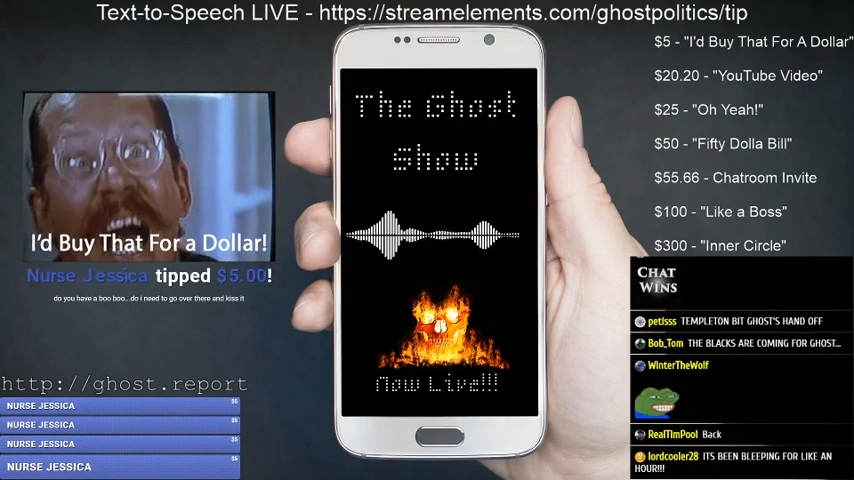 Text-to-Speech LIVE - https://streamelements.com/ghostpolitics/tip
I'd Buy That For a Dollar!
Nurse Jessica tipped $5.00!
do you have a boo boo...do i need to go over there and kiss it
http://ghost.report
NURSE JESSICA $5
NURSE JESSICA $5
NURSE JESSICA $5
NURSE JESSICA $5
The Ghost
Show
Now Live!!!
$5 - "I'd Buy That For A Dollar"
$20.20 - "YouTube Video"
$25 - "Oh Yeah!"
$50 - "Fifty Dolla Bill"
$55.66 - Chatroom Invite
$100 - "Like a Boss"
$300 - "Inner Circle"
CHAT
WINS
petisss TEMPLETON BIT GHOST'S HAND OFF
Bob_Tom THE BLACKS ARE COMING FOR GHOST...
WinterTheWolf
RealTimPool Back
lordcooler28 ITS BEEN BLEEPING FOR LIKE AN
HOUR!!!